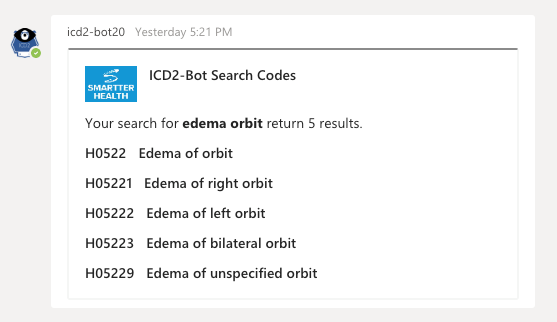 icd2-bot20 Yesterday 5:21 PM
SMARTTER
HEALTH
ICD2-Bot Search Codes
Your search for edema orbit return 5 results.
H0522 Edema of orbit
H05221 Edema of right orbit
H05222 Edema of left orbit
H05223 Edema of bilateral orbit
H05229 Edema of unspecified orbit